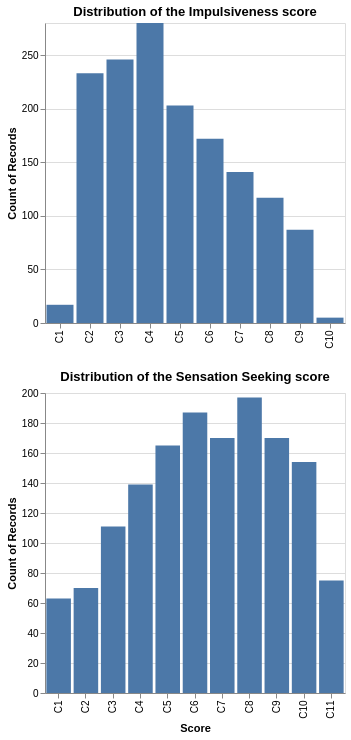 Distribution of the Impulsiveness score
Count of Records
250
200
150
100
50
0
C1 C2 C3 C4 C5 C6 C7 C8 C9 C10
Distribution of the Sensation Seeking score
Count of Records
200
180
160
140
120
100
80
60
40
20
0
C1 C2 C3 C4 C5 C6 C7 C8 C9 C10 C11
Score